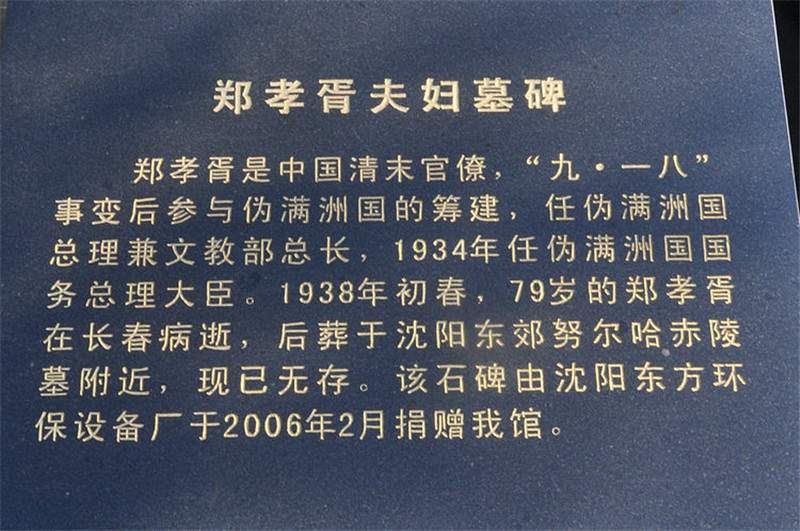 郑孝胥夫妇墓碑
郑孝胥是中国清末官僚，“九·一八”
事变后参与伪满洲国的筹建，任伪满洲国
总理兼文教部总长，1934年任伪满洲国国
务总理大臣。1938年初春，79岁的郑孝胥
在长春病逝，后葬于沈阳东郊努尔哈赤陵
墓附近，现已无存。该石碑由沈阳东方环
保设备厂于2006年2月捐赠我馆。